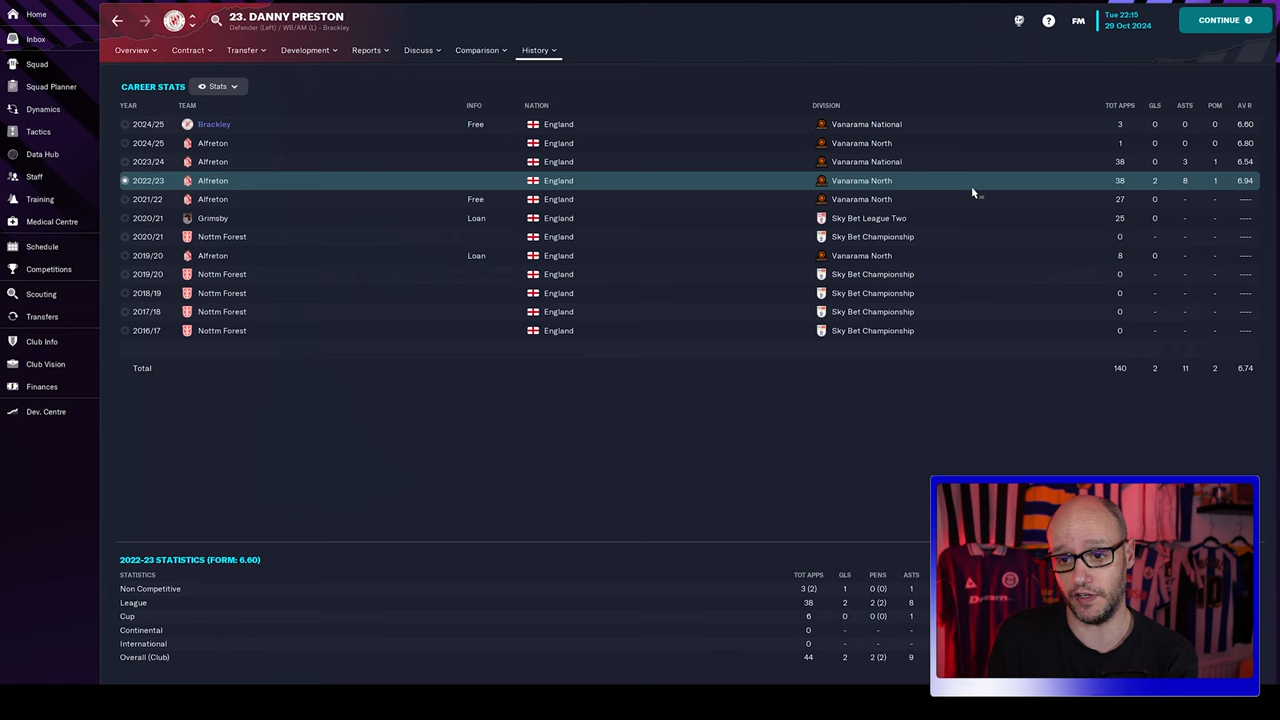 23. DANNY PRESTON
Defender (Left) / WB/AM (L) - Brackley
FM
Tue 22:15
29 Oct 2024
CONTINUE
Home
Inbox
Squad
Squad Planner
Dynamics
Tactics
Data Hub
Staff
Training
Medical Centre
Schedule
Competitions
Scouting
Transfers
Club Info
Club Vision
Finances
Dev. Centre
Overview Contract Transfer Development Reports Discuss Comparison History
CAREER STATS Stats
YEAR TEAM INFO NATION DIVISION TOT APPS GLS ASTS POM AV R
2024/25 Brackley Free England Vanarama National 3 0 0 0 6.60
2024/25 Alfreton England Vanarama North 1 0 0 0 6.80
2023/24 Alfreton England Vanarama National 38 0 3 1 6.54
2022/23 Alfreton England Vanarama North 38 2 8 1 6.94
2021/22 Alfreton Free England Vanarama North 27 0 - - ----
2020/21 Grimsby Loan England Sky Bet League Two 25 0 - - ----
2020/21 Nottm Forest England Sky Bet Championship 0 - - - ----
2019/20 Alfreton Loan England Vanarama North 8 0 - - ----
2019/20 Nottm Forest England Sky Bet Championship 0 - - - ----
2018/19 Nottm Forest England Sky Bet Championship 0 - - - ----
2017/18 Nottm Forest England Sky Bet Championship 0 - - - ----
2016/17 Nottm Forest England Sky Bet Championship 0 - - - ----
Total 140 2 11 2 6.74
2022-23 STATISTICS (FORM: 6.60)
STATISTICS TOT APPS GLS PENS ASTS
Non Competitive 3 (2) 1 0 (0) 1
League 38 2 2 (2) 8
Cup 6 0 0 (0) 1
Continental 0 - - -
International 0 - - -
Overall (Club) 44 2 2 (2) 9